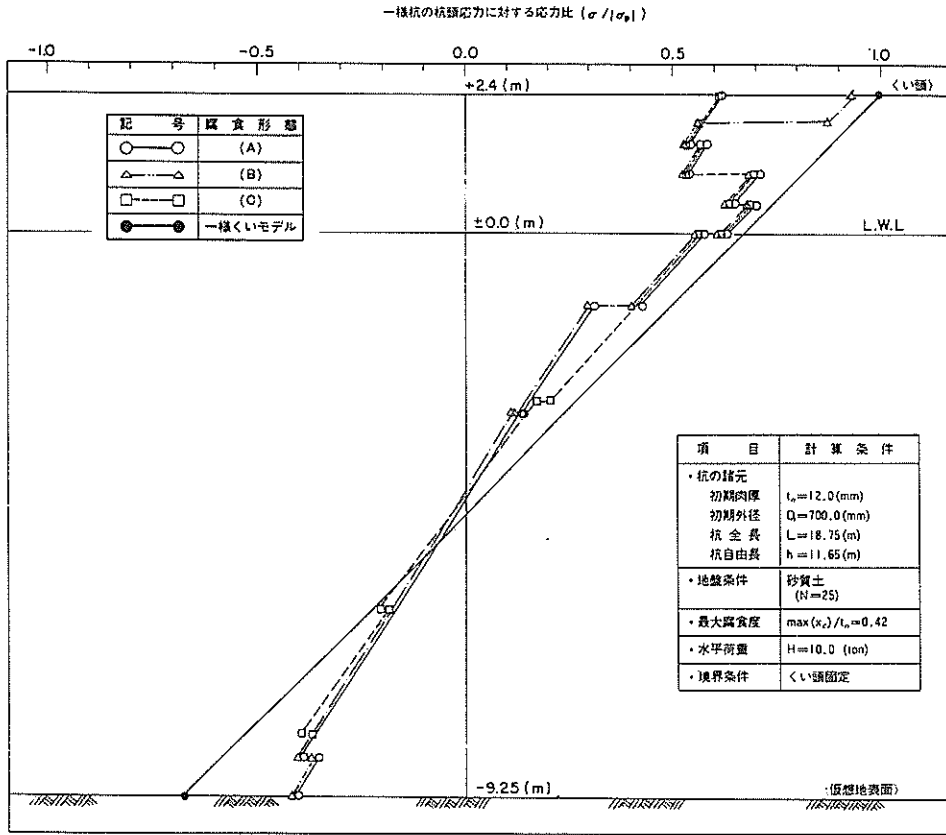 一様杭の杭頭応力に対する応力比 (σ/|σp|)
-1.0 -0.5 0.0 0.5 1.0
+2.4 (m) 〈い頭〉
記 号 腐食形態
(A)
(B)
(C)
一様くいモデル
±0.0 (m) L.W.L
項 目 計算条件
・杭の諸元
初期肉厚 tn=12.0(mm)
初期外径 =700.0(mm)
杭全長 L=18.75(m)
杭自由長 h=11.65(m)
・地盤条件 砂質土
(N=25)
・最大腐食度 max(xc)/tn=0.42
・水平荷重 H=10.0 (ton)
・境界条件 くい頭固定
-9.25 (m) 〈仮想地表面〉